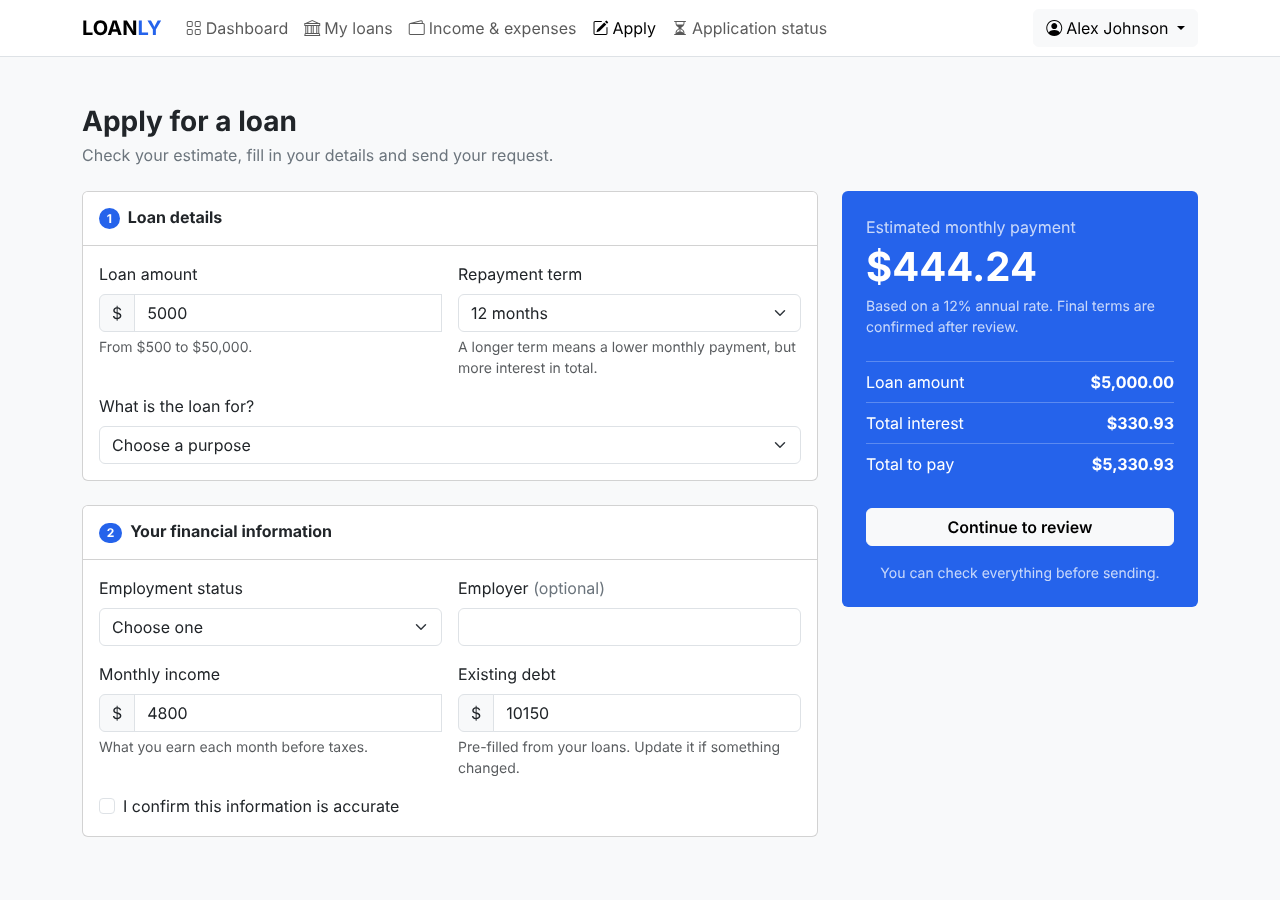 LOANLY Dashboard My loans Income & expenses Apply Application status Alex Johnson
Apply for a loan
Check your estimate, fill in your details and send your request.
1 Loan details
Loan amount
$ 5000
From $500 to $50,000.
Repayment term
12 months
A longer term means a lower monthly payment, but
more interest in total.
What is the loan for?
Choose a purpose
2 Your financial information
Employment status
Choose one
Employer (optional)
Monthly income
$ 4800
What you earn each month before taxes.
Existing debt
$ 10150
Pre-filled from your loans. Update it if something
changed.
I confirm this information is accurate
Estimated monthly payment
$444.24
Based on a 12% annual rate. Final terms are
confirmed after review.
Loan amount $5,000.00
Total interest $330.93
Total to pay $5,330.93
Continue to review
You can check everything before sending.